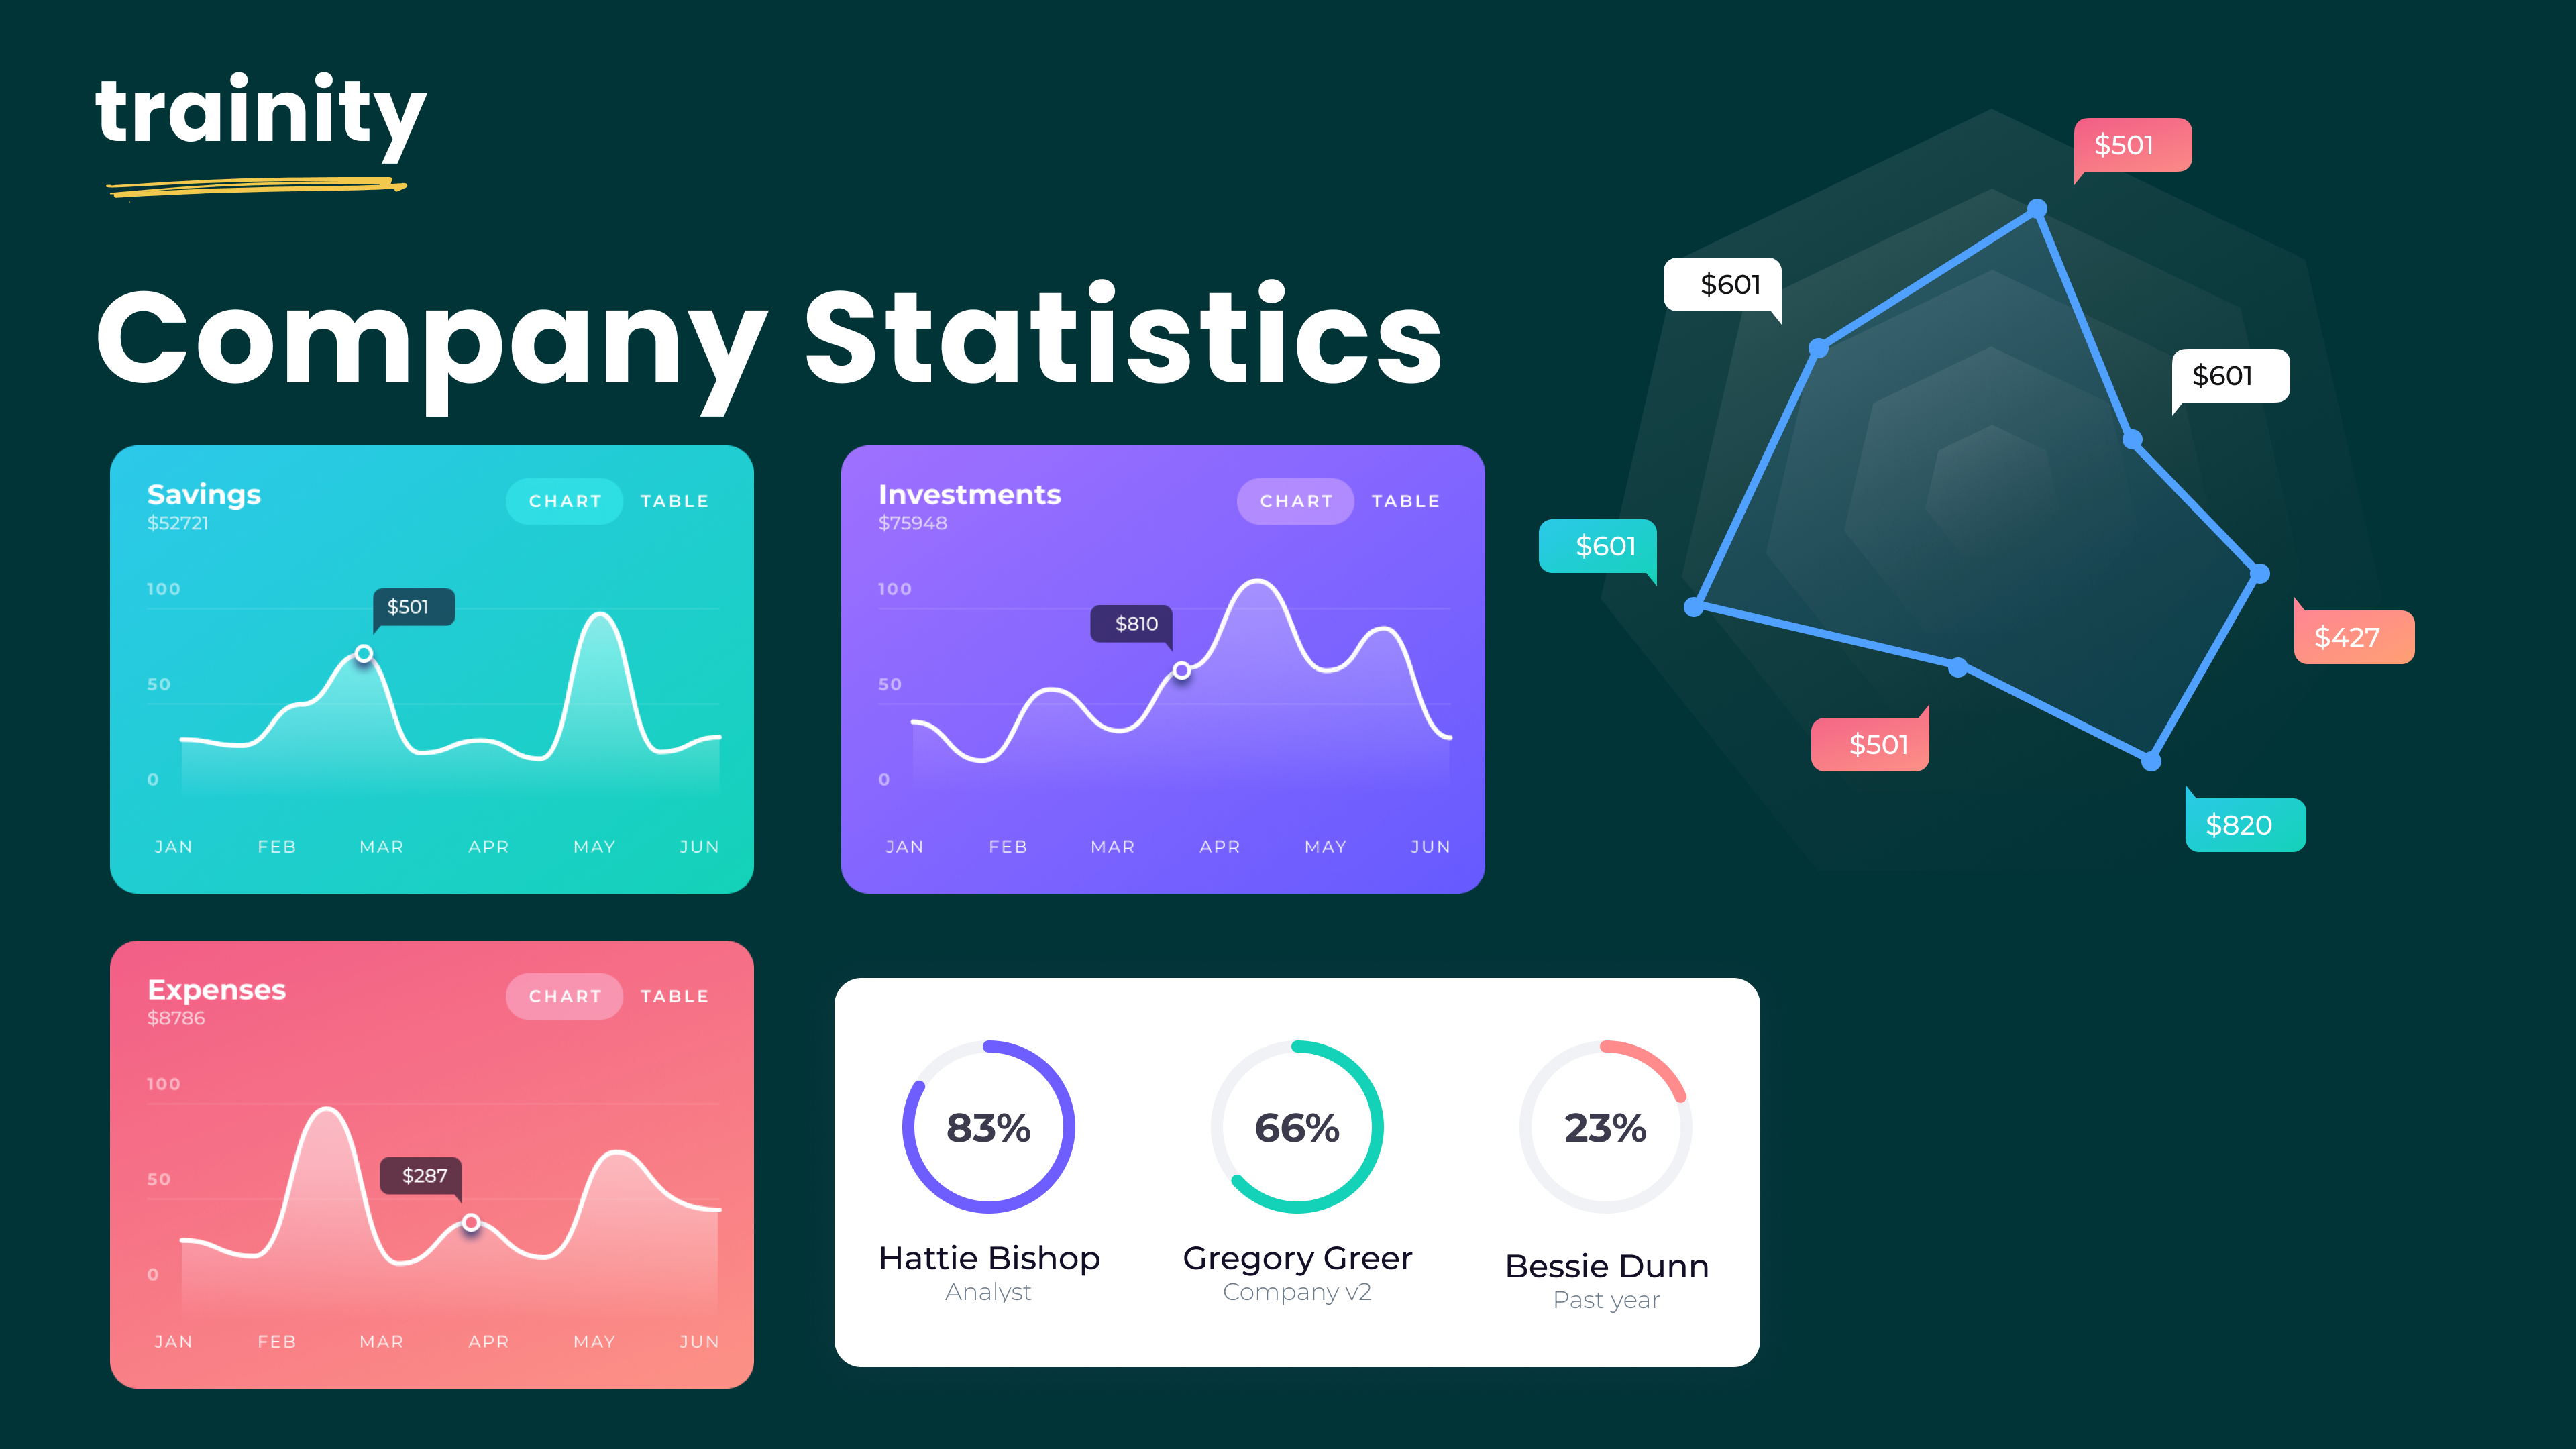 trainity
Company Statistics
Savings
$52721
CHART TABLE
100
$501
50
0
JAN FEB MAR APR MAY JUN
Investments
$75948
CHART TABLE
100
$810
50
0
JAN FEB MAR APR MAY JUN
$501
$601
$601
$601
$427
$501
$820
Expenses
$8786
CHART TABLE
100
$287
50
0
JAN FEB MAR APR MAY JUN
83%
Hattie Bishop
Analyst
66%
Gregory Greer
Company v2
23%
Bessie Dunn
Past year